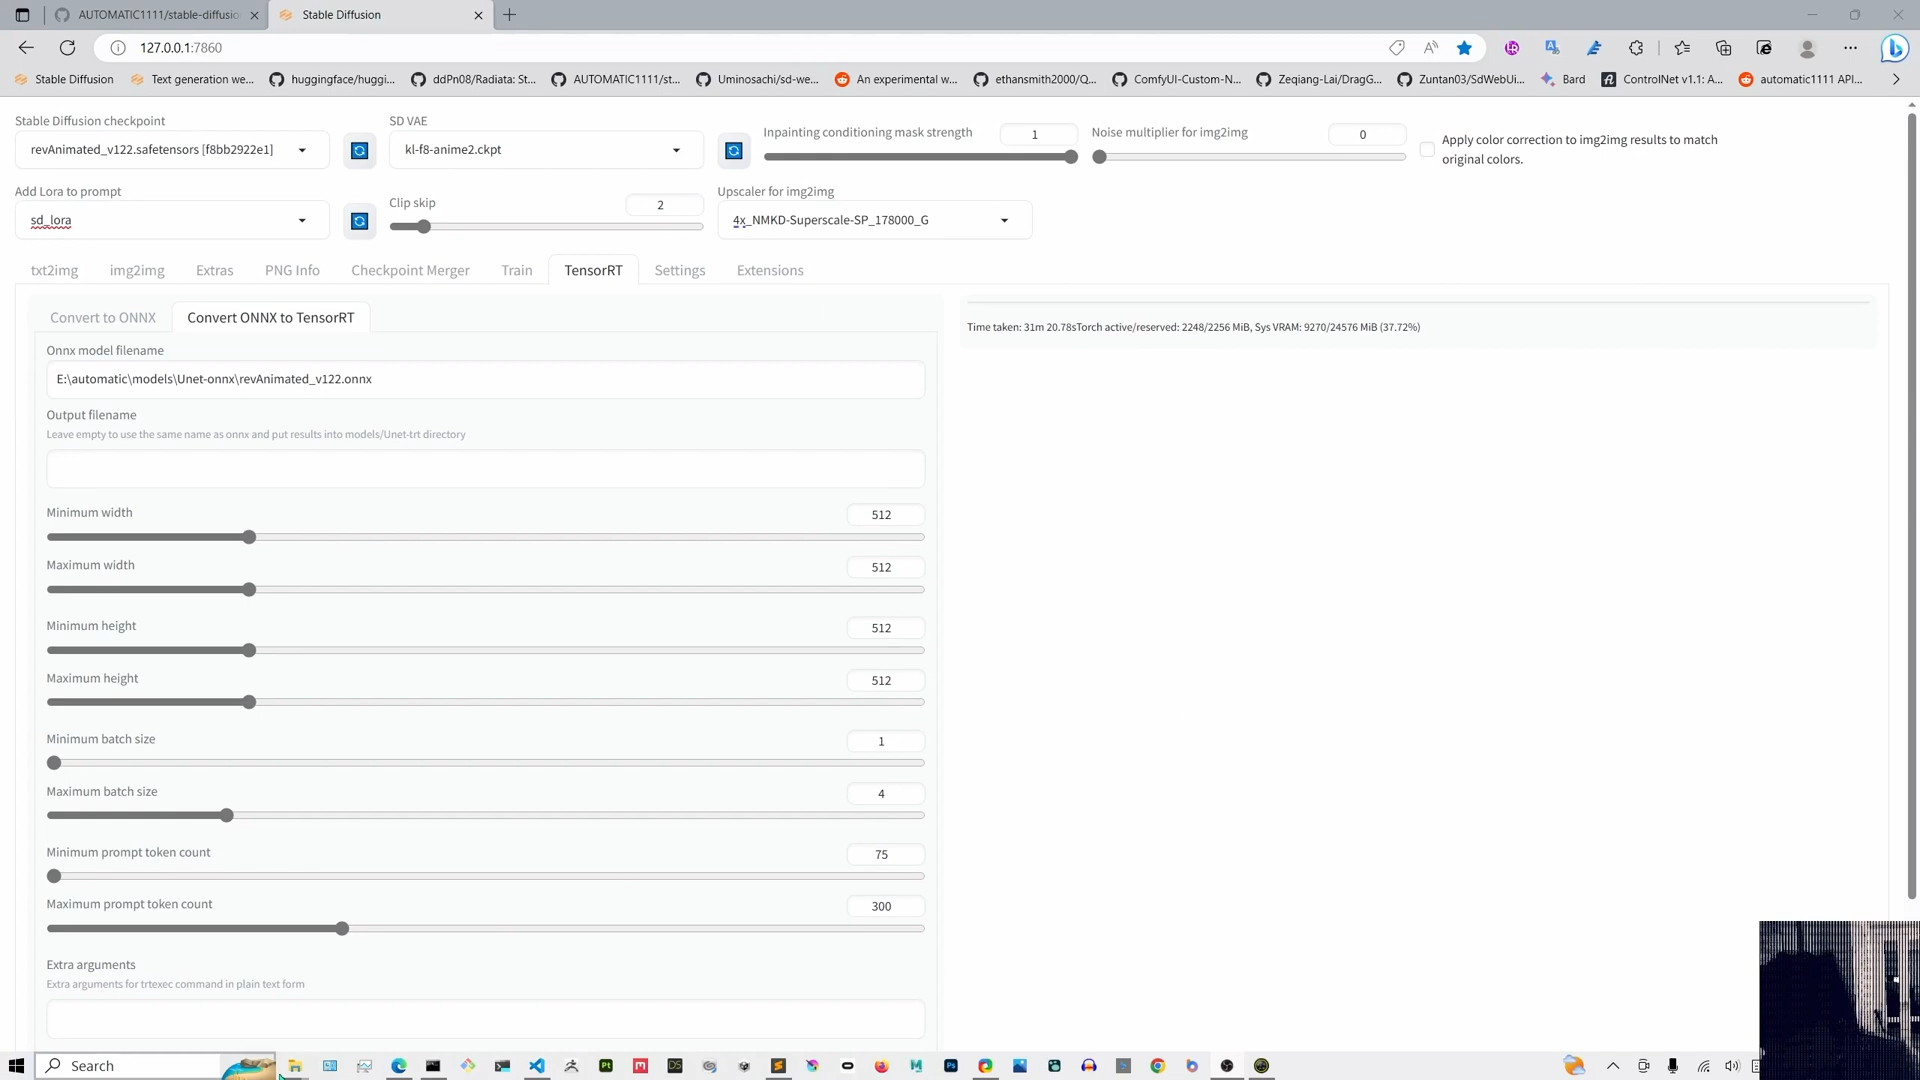 AUTOMATIC1111/stable-diffusio
Stable Diffusion
127.0.0.1:7860
Stable Diffusion
Text generation we...
huggingface/huggi...
ddPn08/Radiata: St...
AUTOMATIC1111/st...
Uminosachi/sd-we...
An experimental w...
ethansmith2000/Q...
ComfyUI-Custom-N...
Zeqiang-Lai/DragG...
Zuntan03/SdWebUi...
Bard
ControlNet v1.1: A...
automatic1111 API...
Stable Diffusion checkpoint
revAnimated_v122.safetensors [f8bb2922e1]
SD VAE
kl-f8-anime2.ckpt
Inpainting conditioning mask strength
1
Noise multiplier for img2img
0
Apply color correction to img2img results to match
original colors.
Add Lora to prompt
sd_lora
Clip skip
2
Upscaler for img2img
4x_NMKD-Superscale-SP_178000_G
txt2img
img2img
Extras
PNG Info
Checkpoint Merger
Train
TensorRT
Settings
Extensions
Convert to ONNX
Convert ONNX to TensorRT
Time taken: 31m 20.78sTorch active/reserved: 2248/2256 MiB, Sys VRAM: 9270/24576 MiB (37.72%)
Onnx model filename
E:\automatic\models\Unet-onnx\revAnimated_v122.onnx
Output filename
Leave empty to use the same name as onnx and put results into models/Unet-trt directory
Minimum width
512
Maximum width
512
Minimum height
512
Maximum height
512
Minimum batch size
1
Maximum batch size
4
Minimum prompt token count
75
Maximum prompt token count
300
Extra arguments
Extra arguments for trtexec command in plain text form
Search